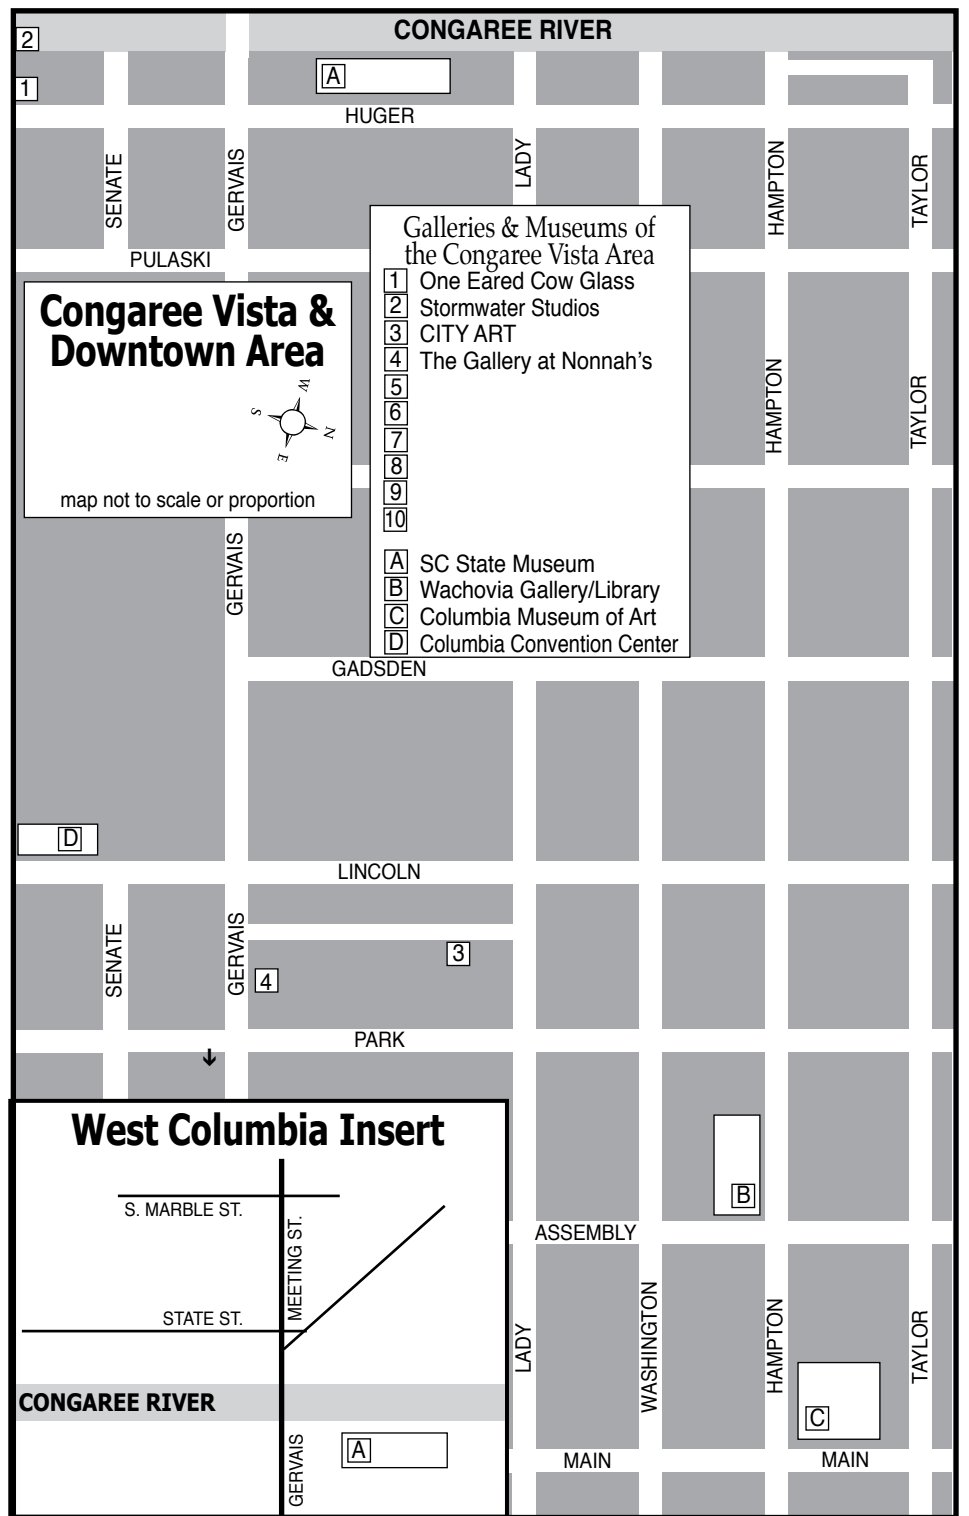 CONGAREE RIVER
2
1
A
HUGER
SENATE
GERVAIS
LADY
HAMPTON
TAYLOR
PULASKI
Galleries & Museums of
the Congaree Vista Area
1 One Eared Cow Glass
2 Stormwater Studios
3 CITY ART
4 The Gallery at Nonnah's
5
6
7
8
9
10
A SC State Museum
B Wachovia Gallery/Library
C Columbia Museum of Art
D Columbia Convention Center
Congaree Vista &
Downtown Area
W
S
N
E
map not to scale or proportion
HAMPTON
TAYLOR
GERVAIS
GADSDEN
D
LINCOLN
SENATE
GERVAIS
3
4
PARK
West Columbia Insert
S. MARBLE ST.
MEETING ST.
STATE ST.
CONGAREE RIVER
GERVAIS
A
B
ASSEMBLY
LADY
WASHINGTON
HAMPTON
TAYLOR
C
MAIN
MAIN